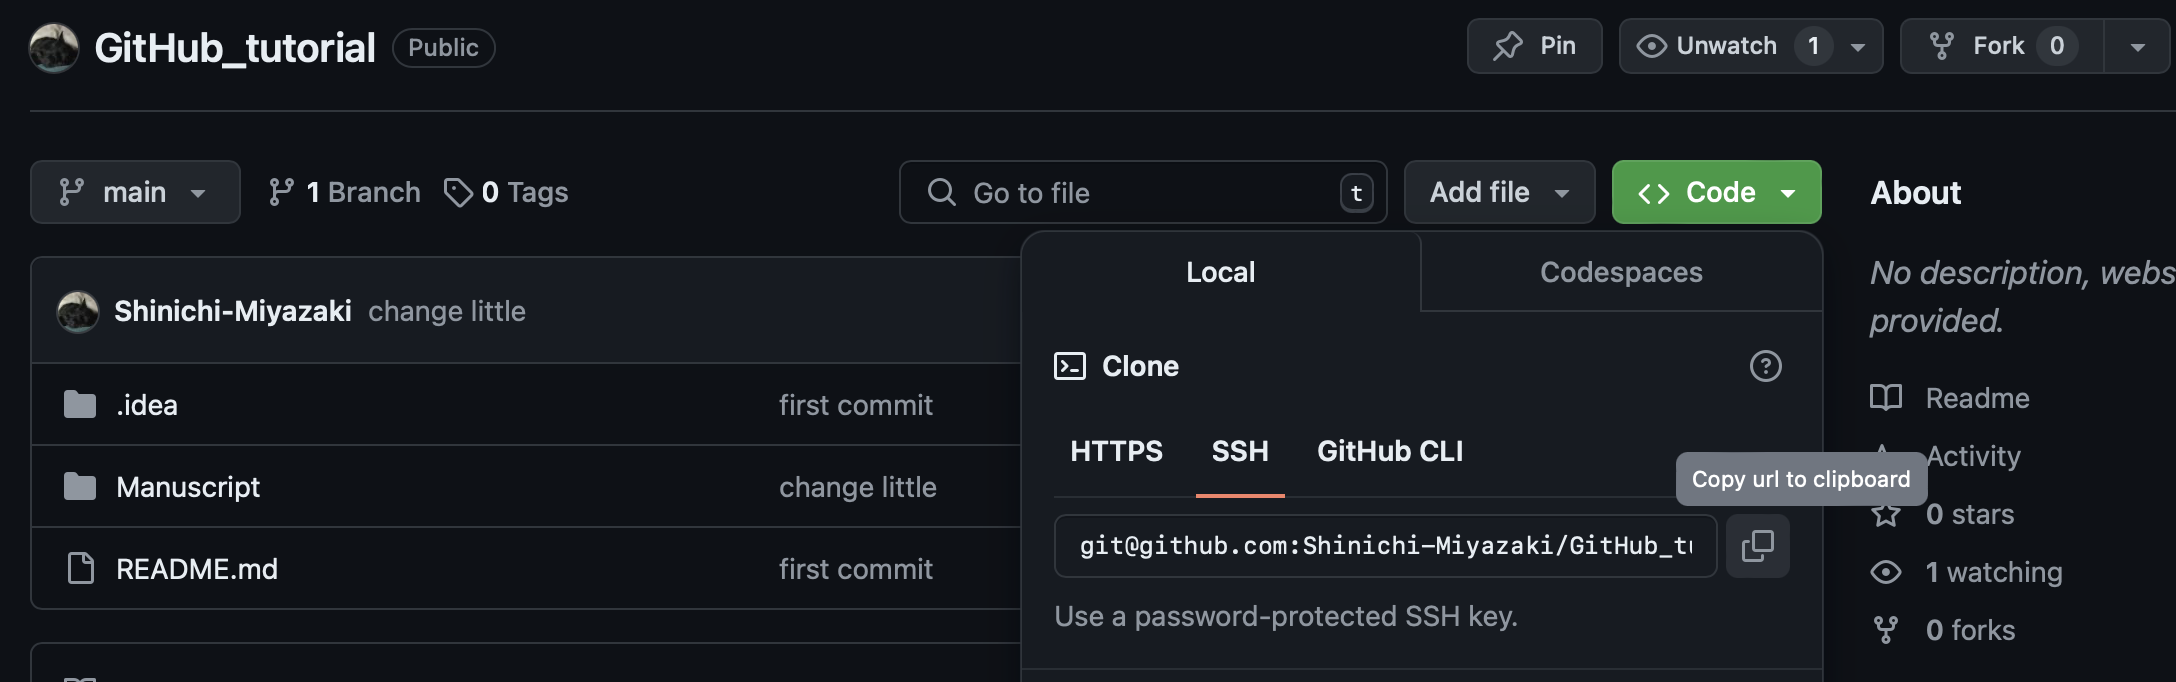 GitHub_tutorial Public Pin Unwatch 1 Fork 0
main 1 Branch 0 Tags Go to file t Add file Code
About
Local Codespaces
No description, webs
provided.
Shinichi-Miyazaki change little
Clone
.idea first commit
Readme
HTTPS SSH GitHub CLI
Activity
Copy url to clipboard
Manuscript change little
0 stars
git@github.com:Shinichi-Miyazaki/GitHub_tu
README.md first commit
1 watching
Use a password-protected SSH key.
0 forks